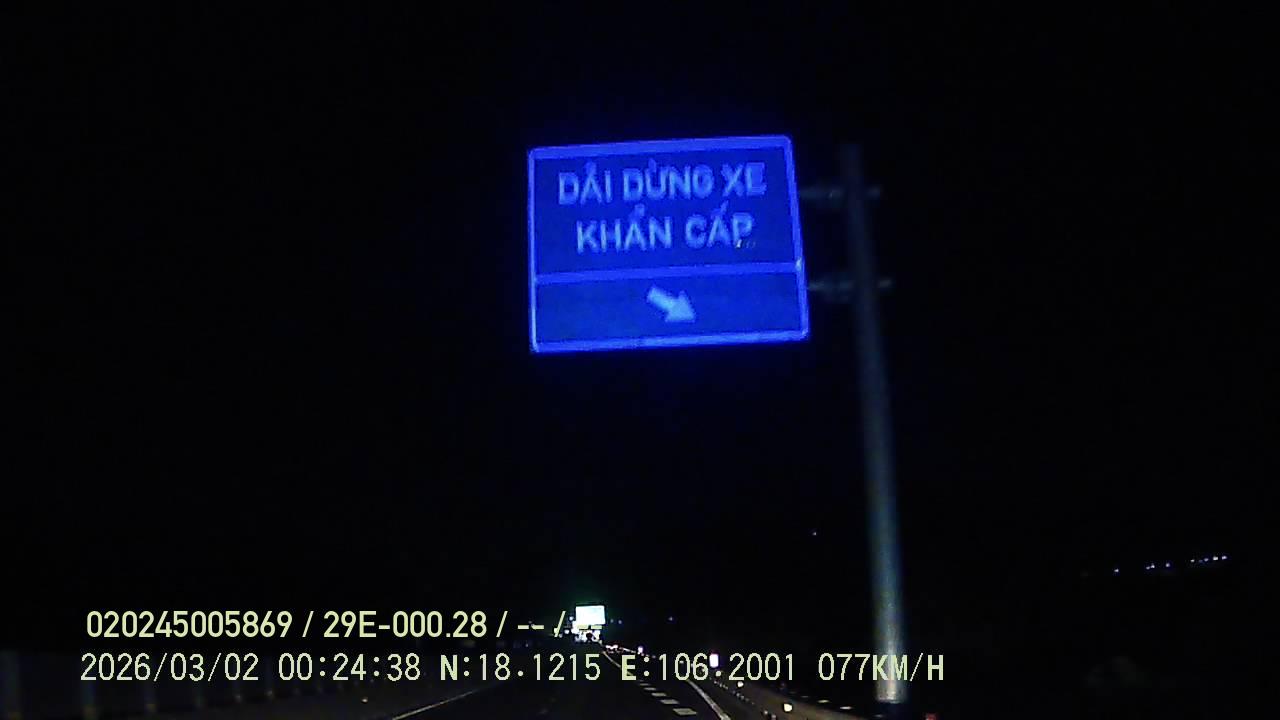 DẢI DỪNG XE
KHẨN CẤP
020245005869 / 29E-000.28 / -- / --
2026/03/02 00:24:38 N:18.1215 E:106.2001 077KM/H